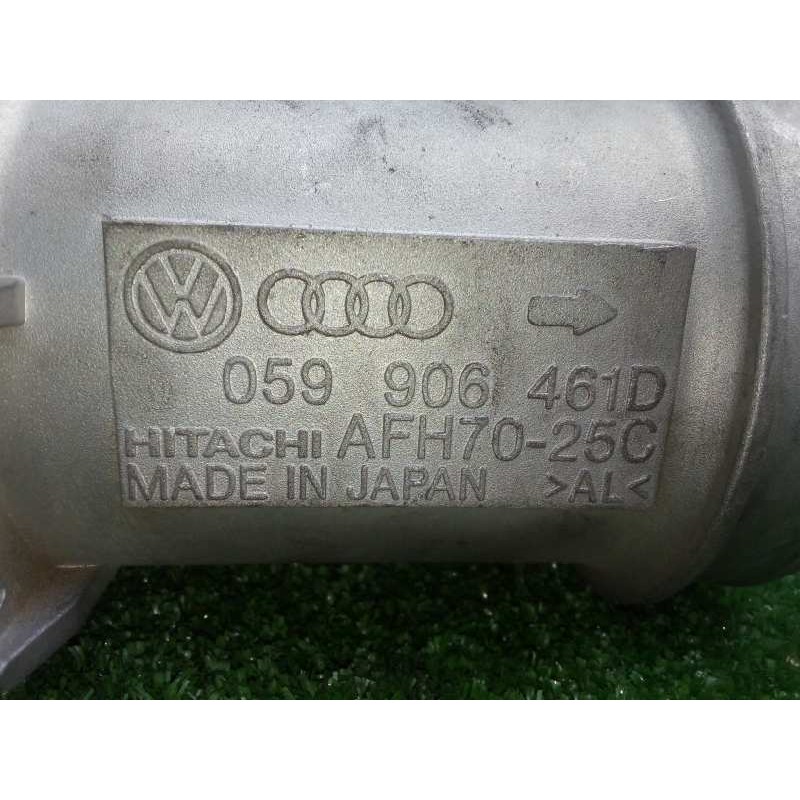 059 906 461D
HITACHI AFH70-25C
MADE IN JAPAN >AL<